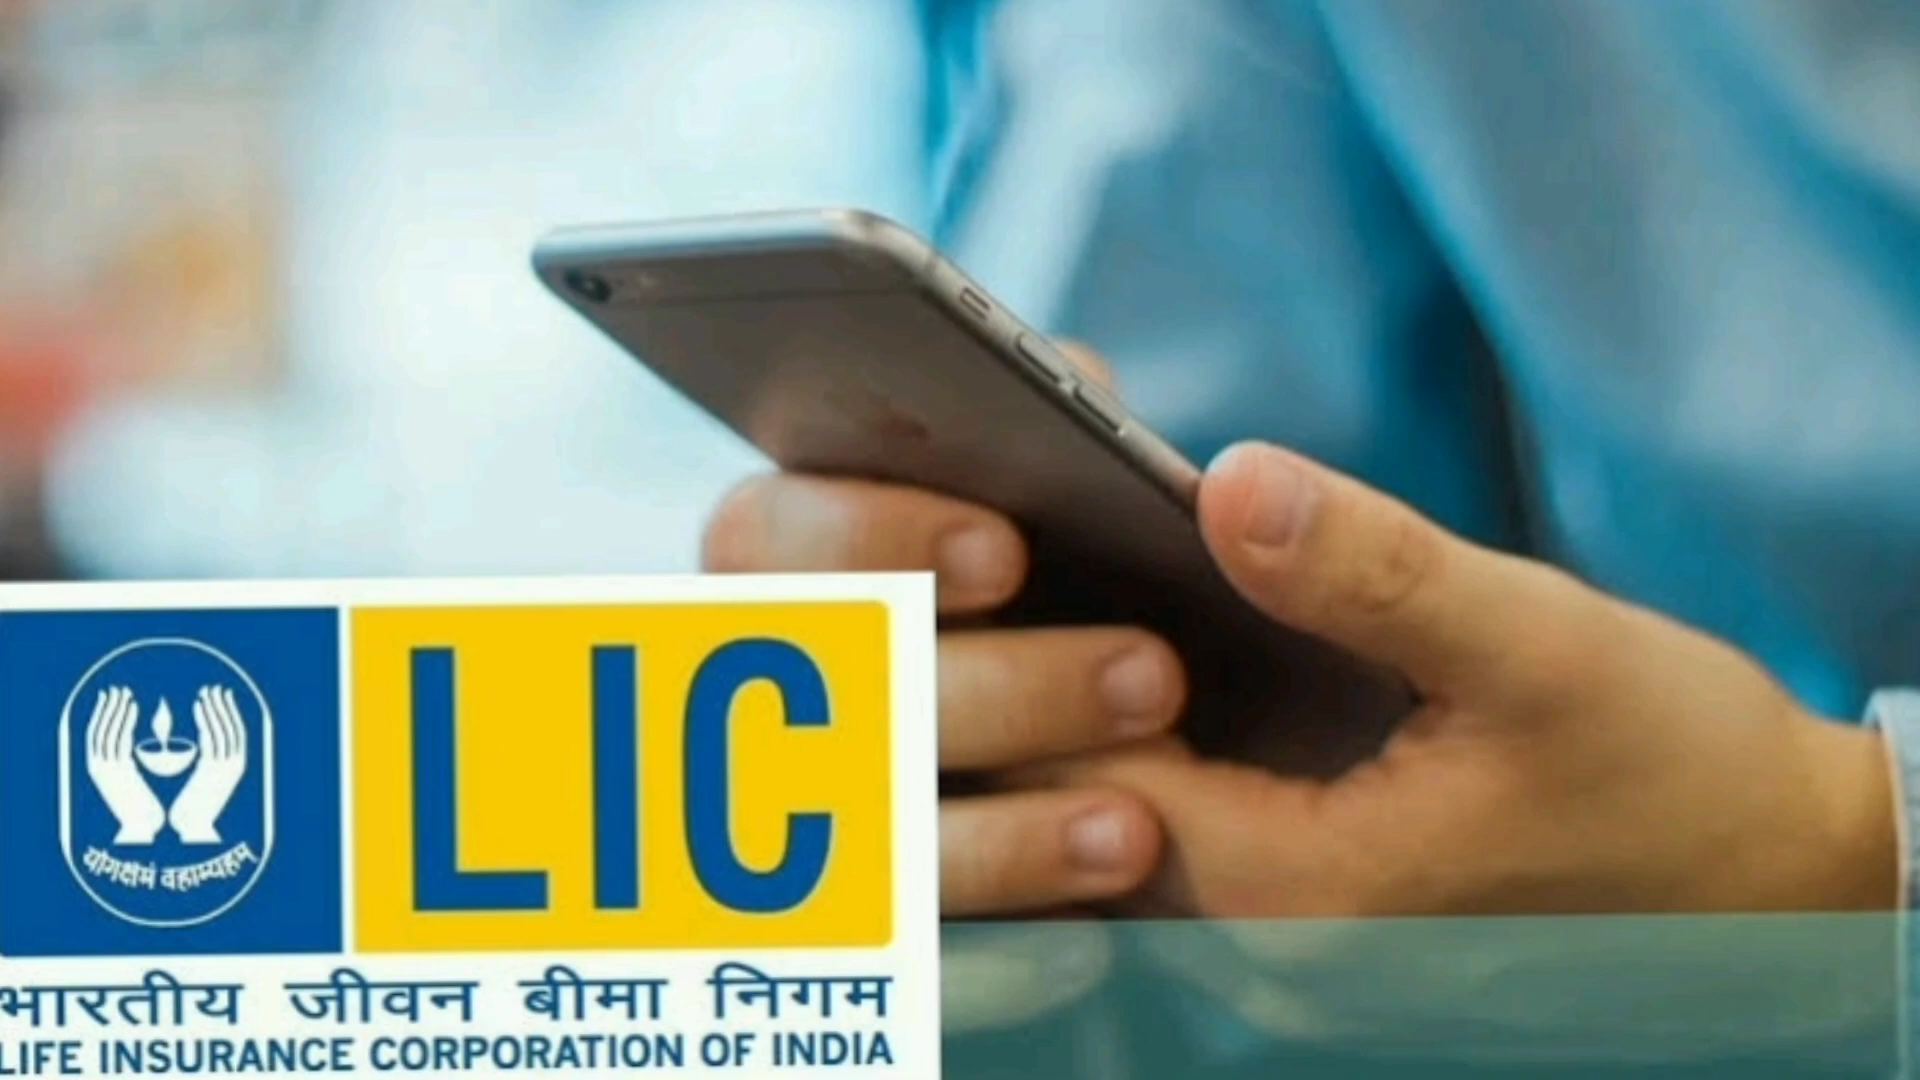 योगक्षेमं वहाम्यहम्
LIC
भारतीय जीवन बीमा निगम
LIFE INSURANCE CORPORATION OF INDIA